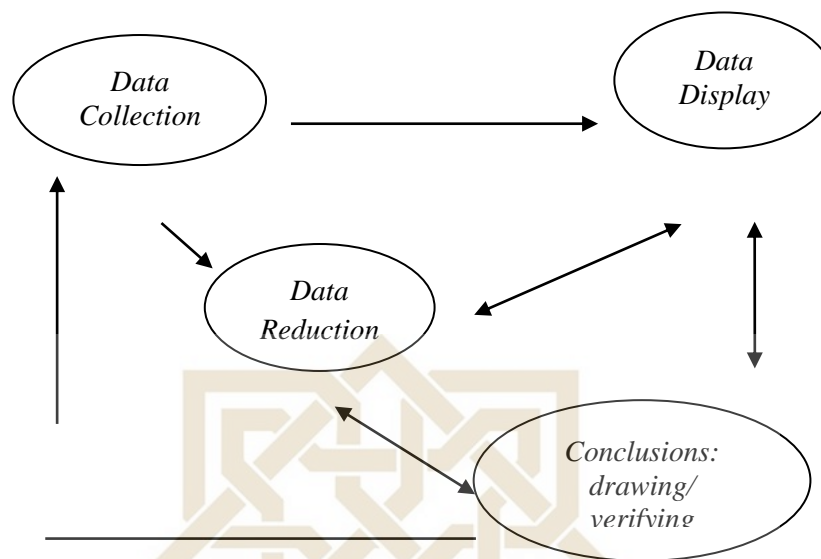 Data
Collection
Data
Display
Data
Reduction
Conclusions:
drawing/
verifying